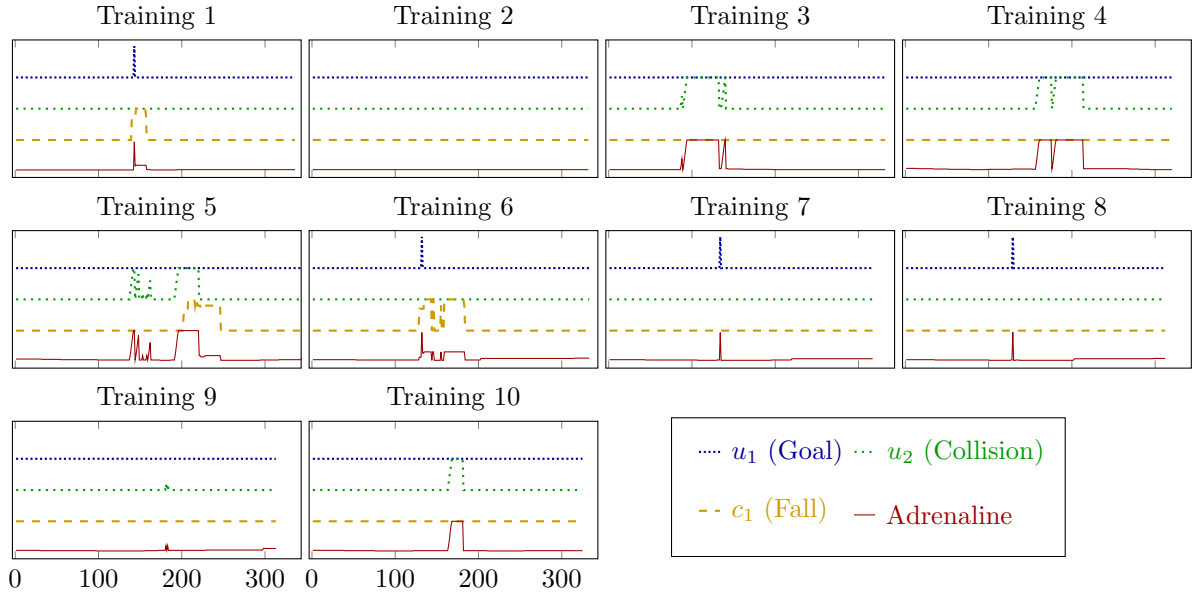 Training 1 Training 2 Training 3 Training 4
Training 5 Training 6 Training 7 Training 8
Training 9 Training 10
u₁ (Goal) u₂ (Collision)
c₁ (Fall) Adrenaline
0 100 200 300 0 100 200 300